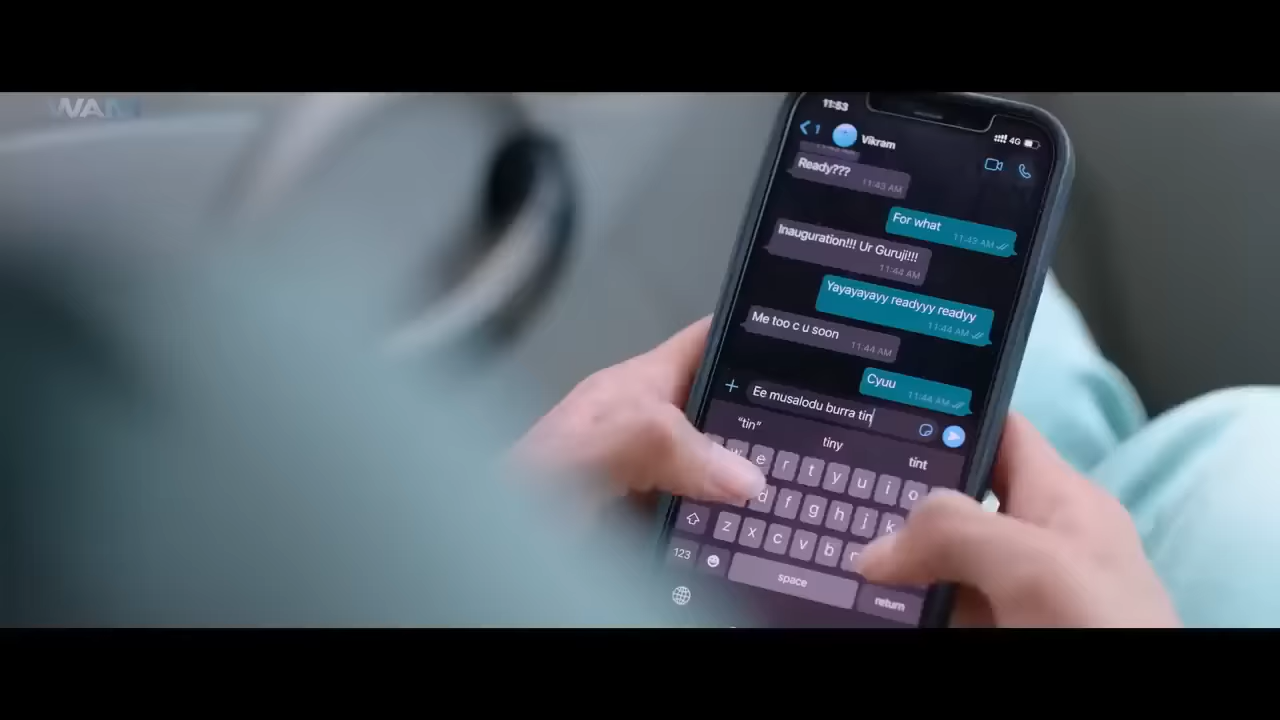 WAM
11:53
4G
1
Vikram
Ready???
11:43 AM
For what
11:43 AM
Inauguration!!! Ur Guruji!!!
11:44 AM
Yayayayayy readyyy readyy
11:44 AM
Me too c u soon
11:44 AM
Cyuu
11:44 AM
Ee musalodu burra tin
"tin" tiny tint
w e r t y u i o
d f g h j k
z x c v b n
123
space
return